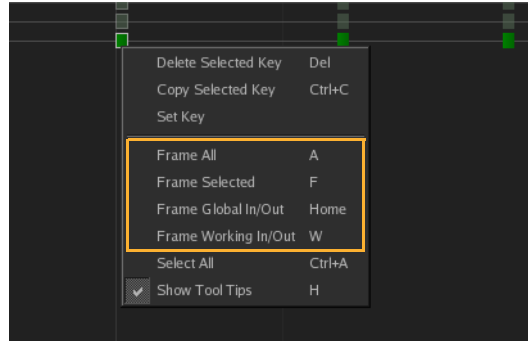 Delete Selected Key Del
Copy Selected Key Ctrl+C
Set Key
Frame All A
Frame Selected F
Frame Global In/Out Home
Frame Working In/Out W
Select All Ctrl+A
Show Tool Tips H